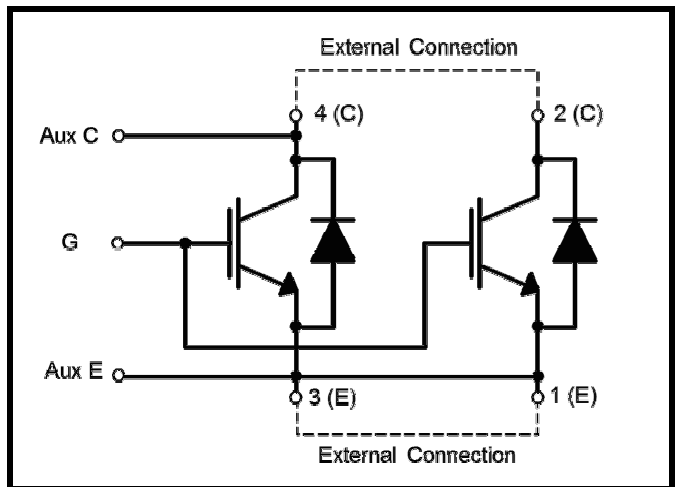 External Connection
4 (C)
2 (C)
Aux C
G
Aux E
3 (E)
1 (E)
External Connection